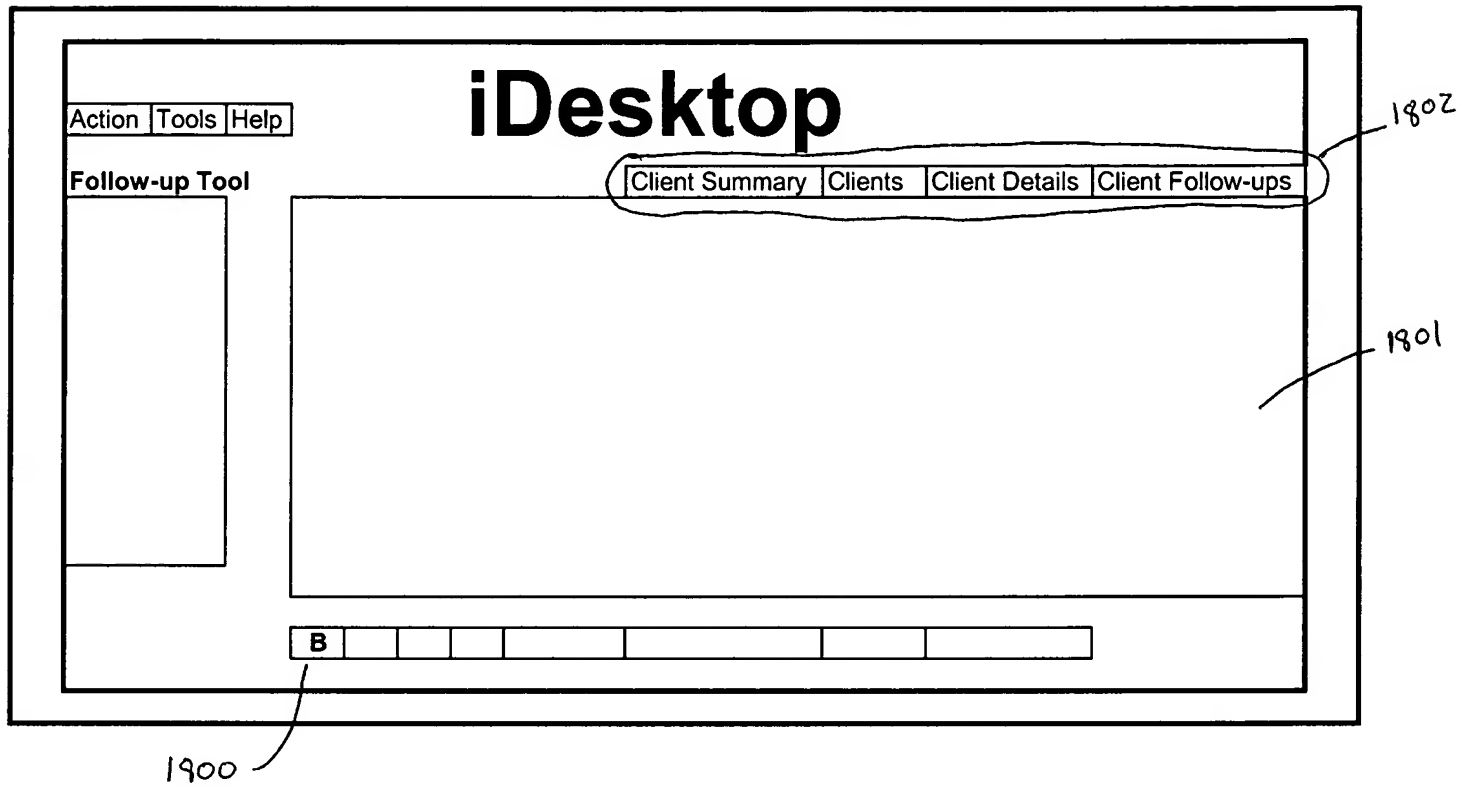 iDesktop
1802
Action Tools Help
Follow-up Tool
Client Summary Clients Client Details Client Follow-ups
1801
B
1900